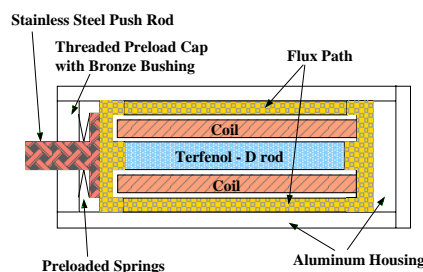 Stainless Steel Push Rod
Threaded Preload Cap
with Bronze Bushing
Flux Path
Coil
Terfenol - D rod
Coil
Preloaded Springs
Aluminum Housing